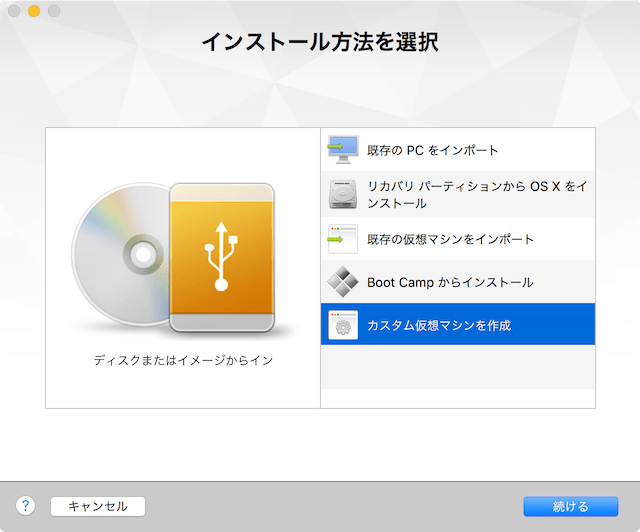 インストール方法を選択
ディスクまたはイメージからイン
既存の PC をインポート
リカバリ パーティションから OS X をイ
ンストール
既存の仮想マシンをインポート
Boot Camp からインストール
カスタム仮想マシンを作成
?
キャンセル
続ける